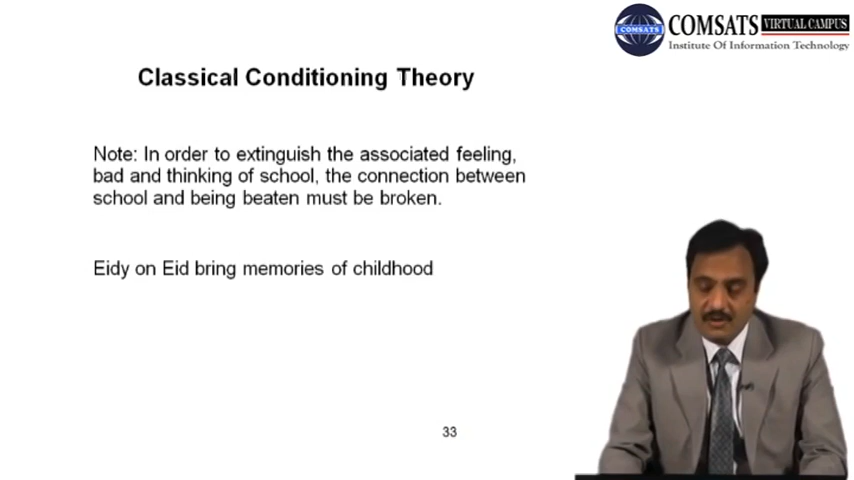 COMSATS VIRTUAL CAMPUS
Institute Of Information Technology
COMSATS
Classical Conditioning Theory
Note: In order to extinguish the associated feeling,
bad and thinking of school, the connection between
school and being beaten must be broken.
Eidy on Eid bring memories of childhood
33